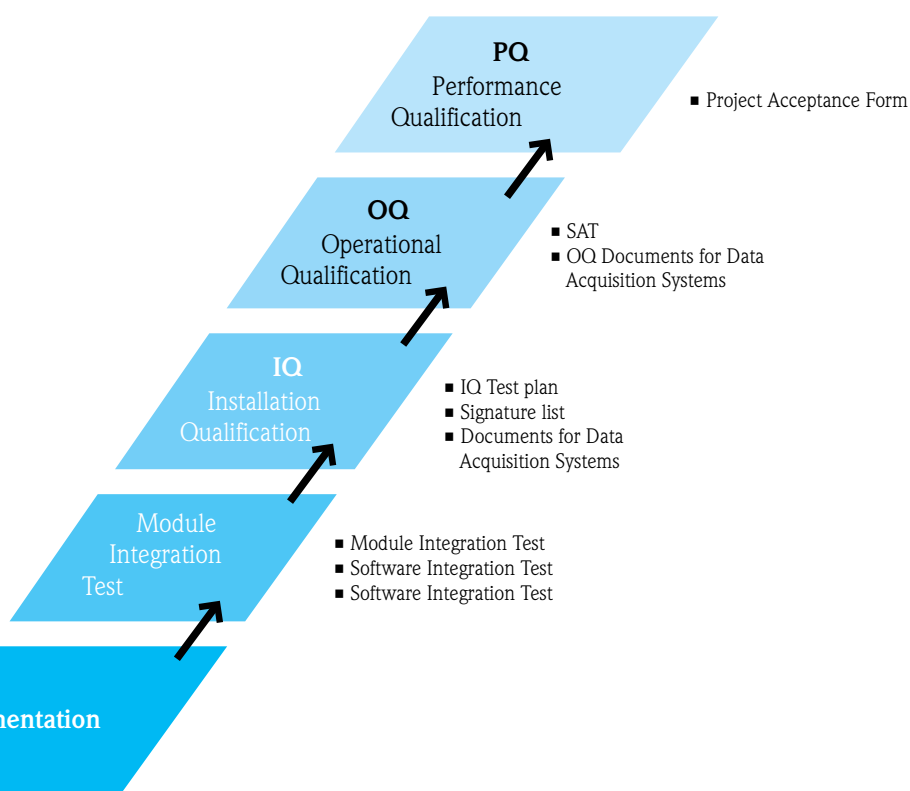 PQ
Performance
Qualification
■ Project Acceptance Form
OQ
Operational
Qualification
■ SAT
■ OQ Documents for Data
Acquisition Systems
IQ
Installation
Qualification
■ IQ Test plan
■ Signature list
■ Documents for Data
Acquisition Systems
Module
Integration
Test
■ Module Integration Test
■ Software Integration Test
■ Software Integration Test
mentation